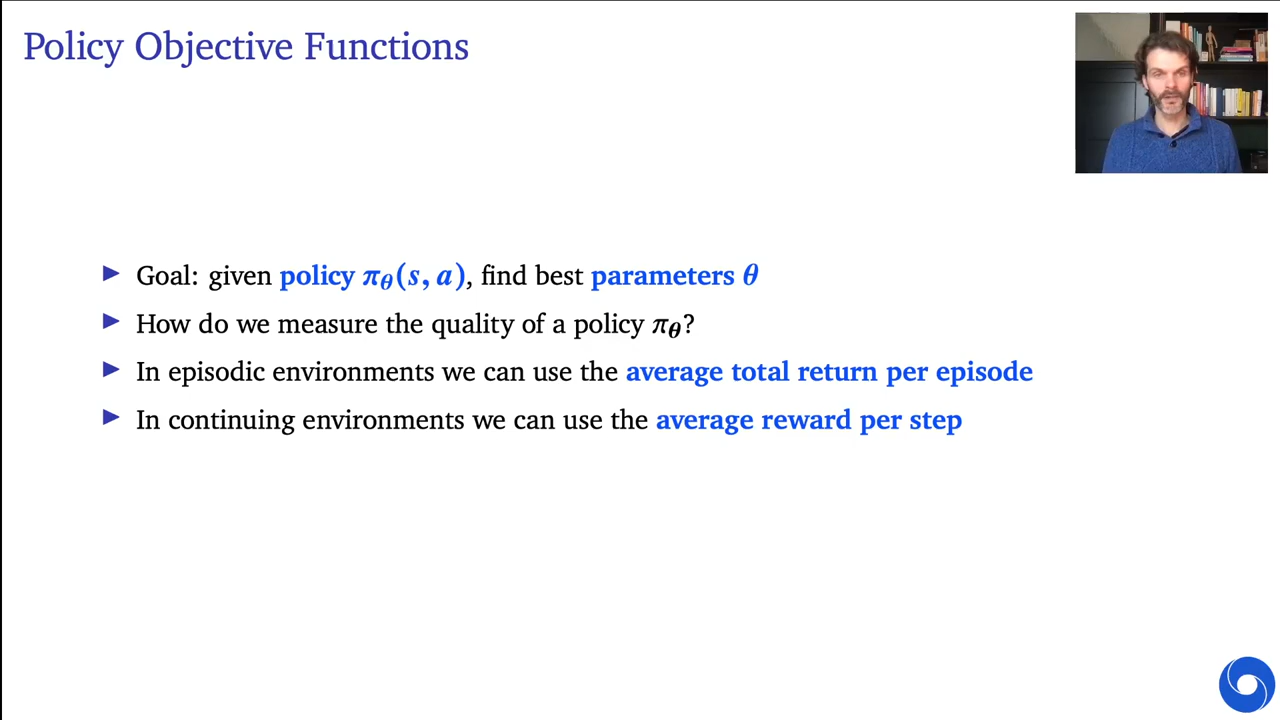 Policy Objective Functions
▶ Goal: given policy πθ(s, a), find best parameters θ
▶ How do we measure the quality of a policy πθ?
▶ In episodic environments we can use the average total return per episode
▶ In continuing environments we can use the average reward per step